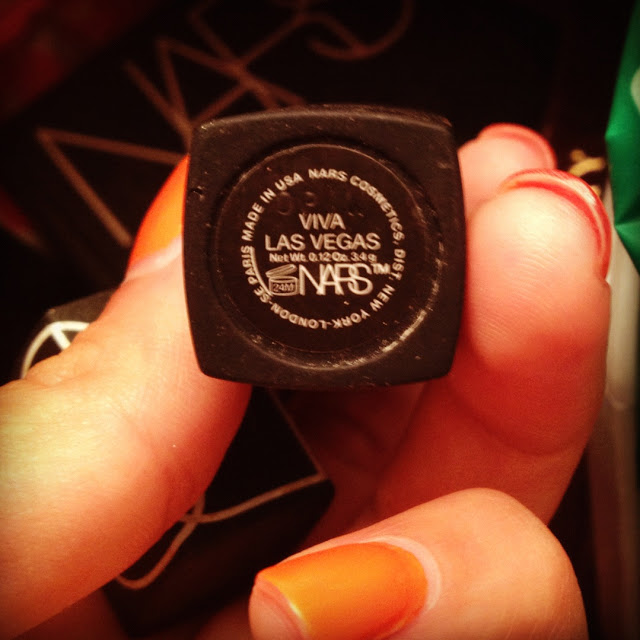 NARS COSMETICS, DIST. NEW YORK-LONDON SE PARIS MADE IN USA
VIVA
LAS VEGAS
Net Wt. 0.12 Oz. 3.4 g
24M
NARS™